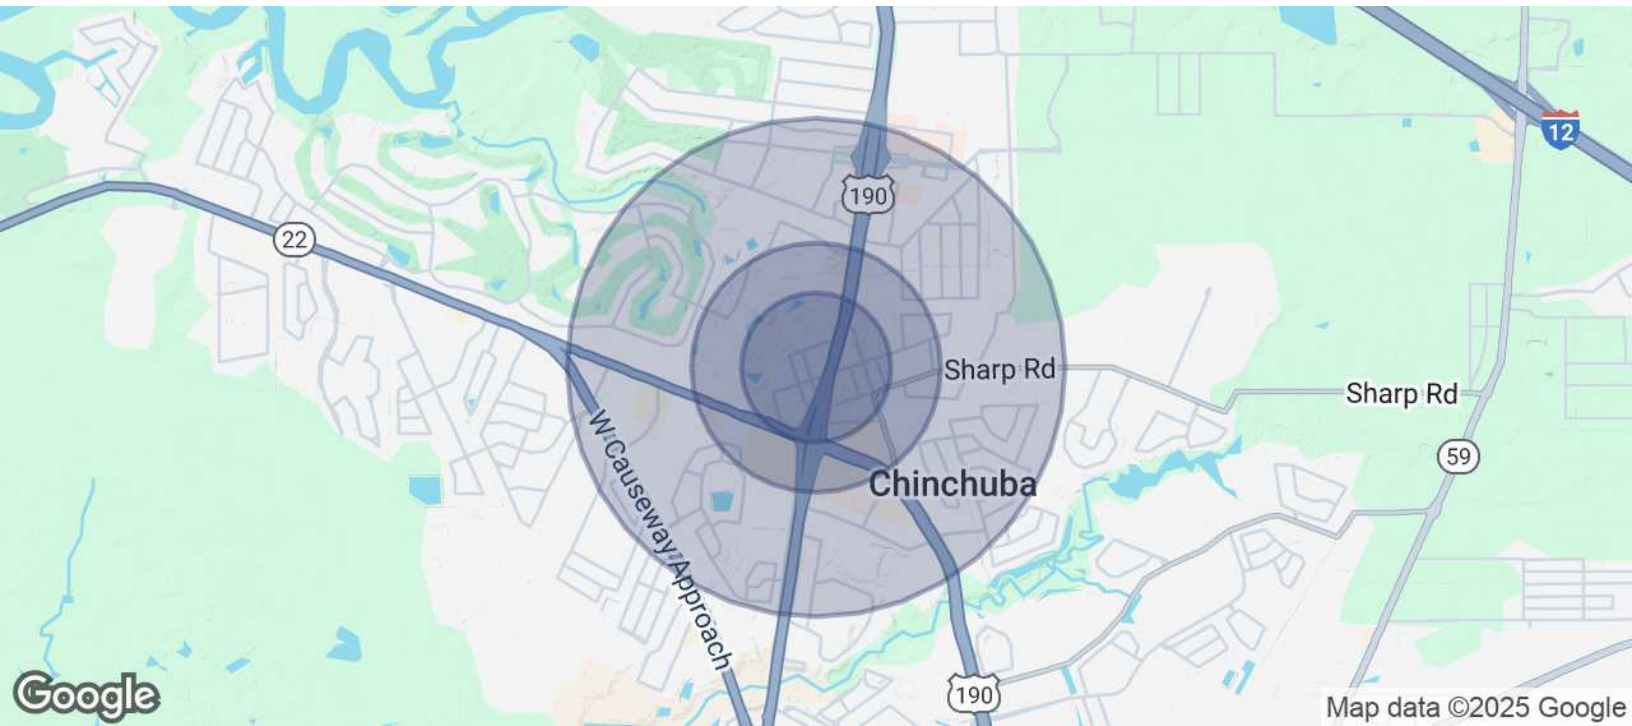 12
190
22
Sharp Rd
Sharp Rd
W Causeway Approach
59
Chinchuba
190
Google
Map data ©2025 Google